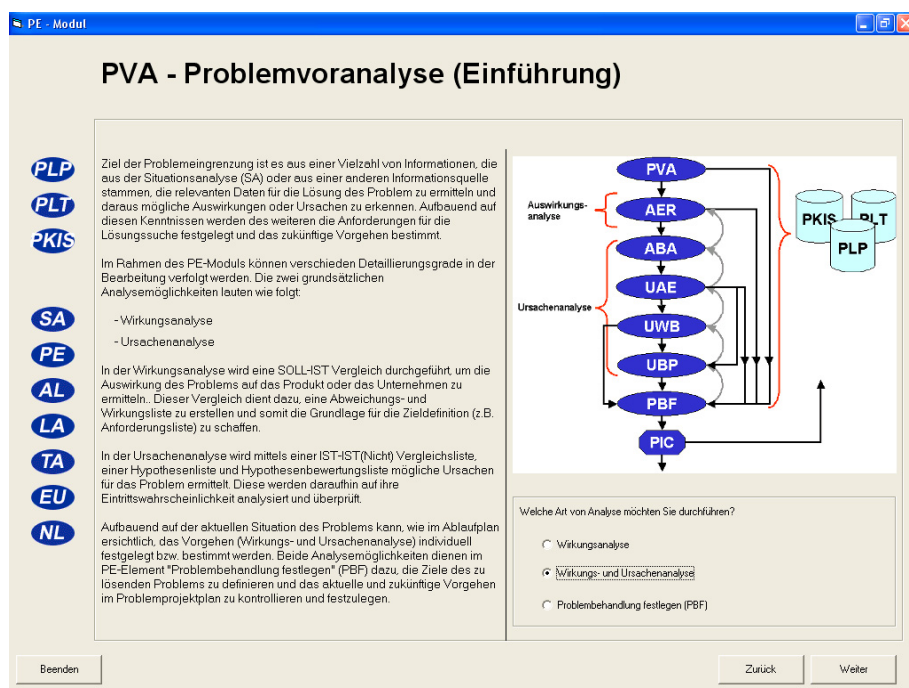 PE - Modul
PVA - Problemvoranalyse (Einführung)
PLP
PLT
PKIS
SA
PE
AL
LA
TA
EU
NL
Ziel der Problemeingrenzung ist es aus einer Vielzahl von Informationen, die
aus der Situationsanalyse (SA) oder aus einer anderen Informationsquelle
stammen, die relevanten Daten für die Lösung des Problem zu ermitteln und
daraus mögliche Auswirkungen oder Ursachen zu erkennen. Aufbauend auf
diesen Kenntnissen werden des weiteren die Anforderungen für die
Lösungssuche festgelegt und das zukünftige Vorgehen bestimmt.
Im Rahmen des PE-Moduls können verschieden Detaillierungsgrade in der
Bearbeitung verfolgt werden. Die zwei grundsätzlichen
Analysemöglichkeiten lauten wie folgt:
- Wirkungsanalyse
- Ursachenanalyse
In der Wirkungsanalyse wird eine SOLL-IST Vergleich durchgeführt, um die
Auswirkung des Problems auf das Produkt oder das Unternehmen zu
ermitteln.. Dieser Vergleich dient dazu, eine Abweichungs- und
Wirkungsliste zu erstellen und somit die Grundlage für die Zieldefinition (z.B.
Anforderungsliste) zu schaffen.
In der Ursachenanalyse wird mittels einer IST-IST(Nicht) Vergleichsliste,
einer Hypothesenliste und Hypothesenbewertungsliste mögliche Ursachen
für das Problem ermittelt. Diese werden daraufhin auf ihre
Eintrittswahrscheinlichkeit analysiert und überprüft.
Aufbauend auf der aktuellen Situation des Problems kann, wie im Ablaufplan
ersichtlich, das Vorgehen (Wirkungs- und Ursachenanalyse) individuell
festgelegt bzw. bestimmt werden. Beide Analysemöglichkeiten dienen im
PE-Element "Problembehandlung festlegen" (PBF) dazu, die Ziele des zu
lösenden Problems zu definieren und das aktuelle und zukünftige Vorgehen
im Problemprojektplan zu kontrollieren und festzulegen.
PVA
Auswirkungs-
analyse
AER
ABA
UAE
Ursachenanalyse
UWB
UBP
PBF
PIC
PKIS
PLT
PLP
Welche Art von Analyse möchten Sie durchführen?
Wirkungsanalyse
Wirkungs- und Ursachenanalyse
Problembehandlung festlegen (PBF)
Beenden
Zurück
Weiter